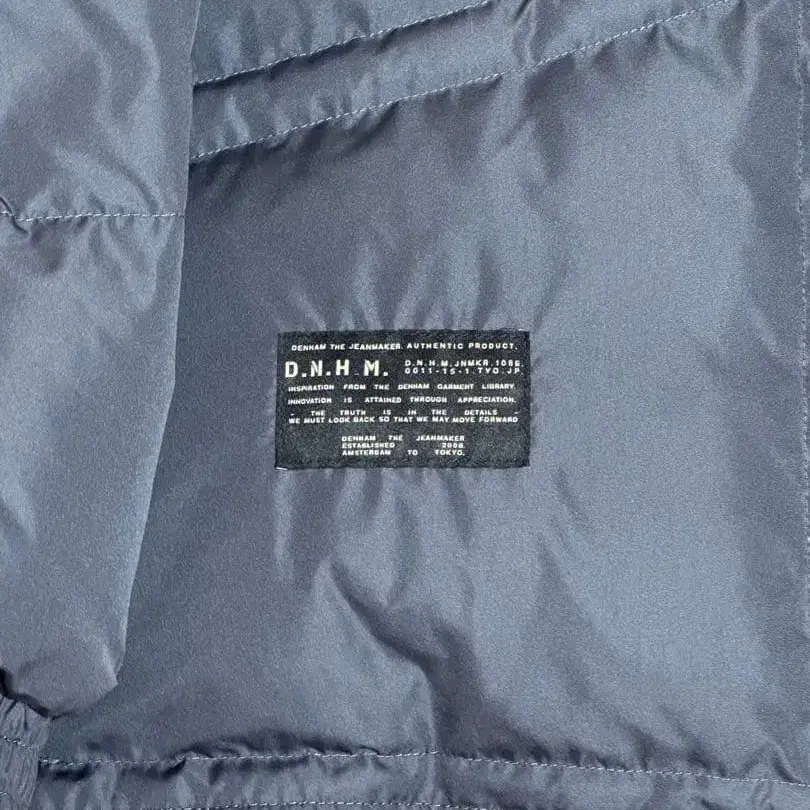 DENHAM THE JEANMAKER. AUTHENTIC PRODUCT.
D.N.H.M.
D.N.H.M.JNMKR.1086
0011-15-1.TYO.JP
INSPIRATION FROM THE DENHAM GARMENT LIBRARY.
INNOVATION IS ATTAINED THROUGH APPRECIATION.
- THE TRUTH IS IN THE DETAILS -
WE MUST LOOK BACK SO THAT WE MAY MOVE FORWARD
DENHAM THE JEANMAKER
ESTABLISHED 2008.
AMSTERDAM TO TOKYO.